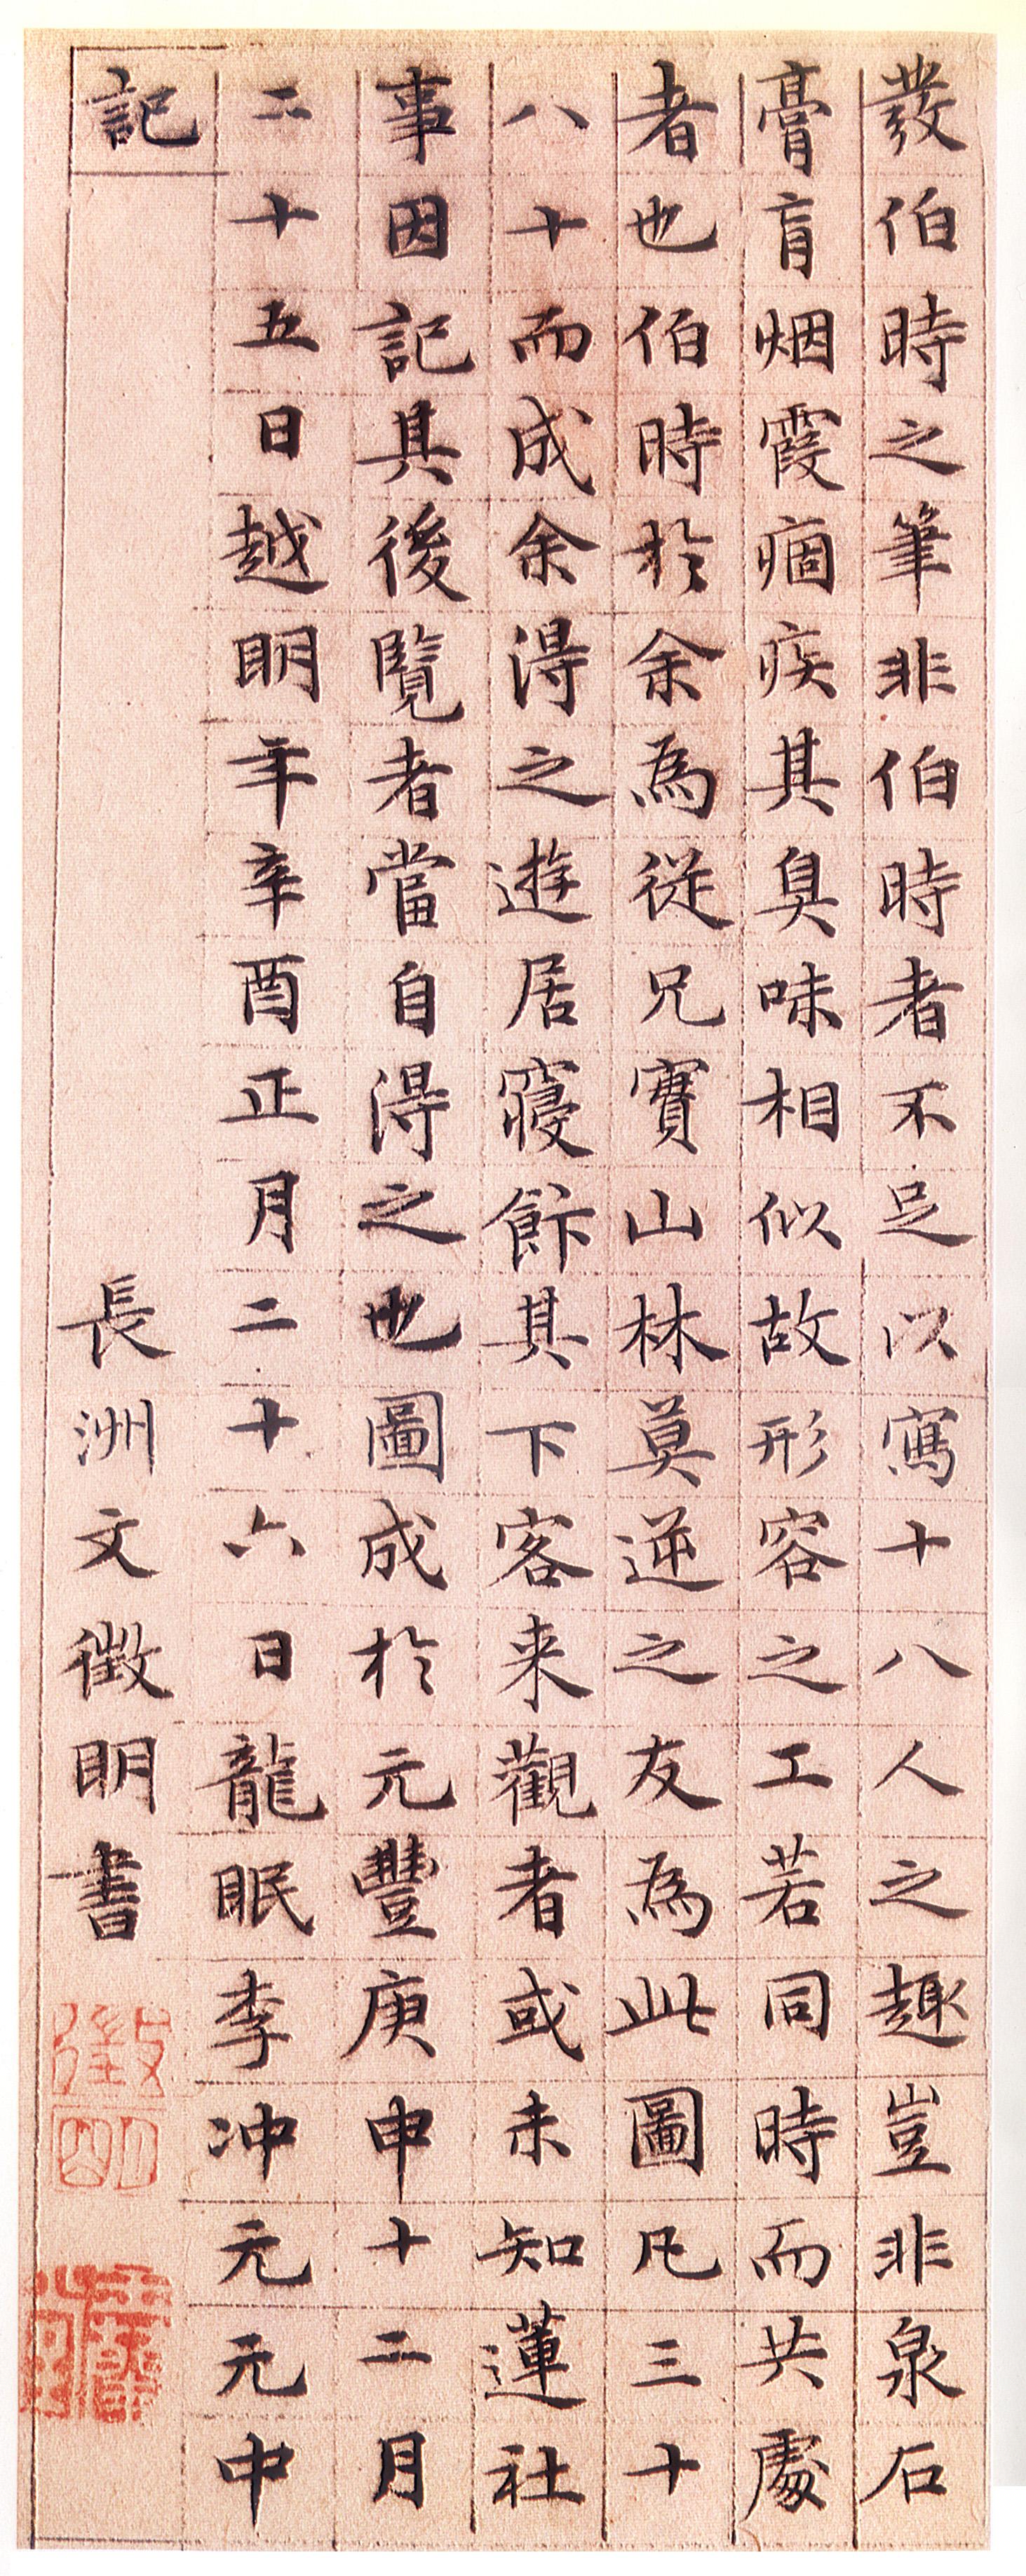 發伯時之筆非伯時者不足以寫十八人之趣豈非泉石
膏肓烟霞痼疾其臭味相似故形容之工若同時而共處
者也伯時於余為從兄實山林莫逆之友為此圖凡三十
八十而成余得之遊居寢飰其下客来觀者或未知蓮社
事因記其後覽者當自得之也圖成於元豐庚申十二月
二十五日越明年辛酉正月二十六日龍眠李冲元元中
記
長洲文徵明書
徵明